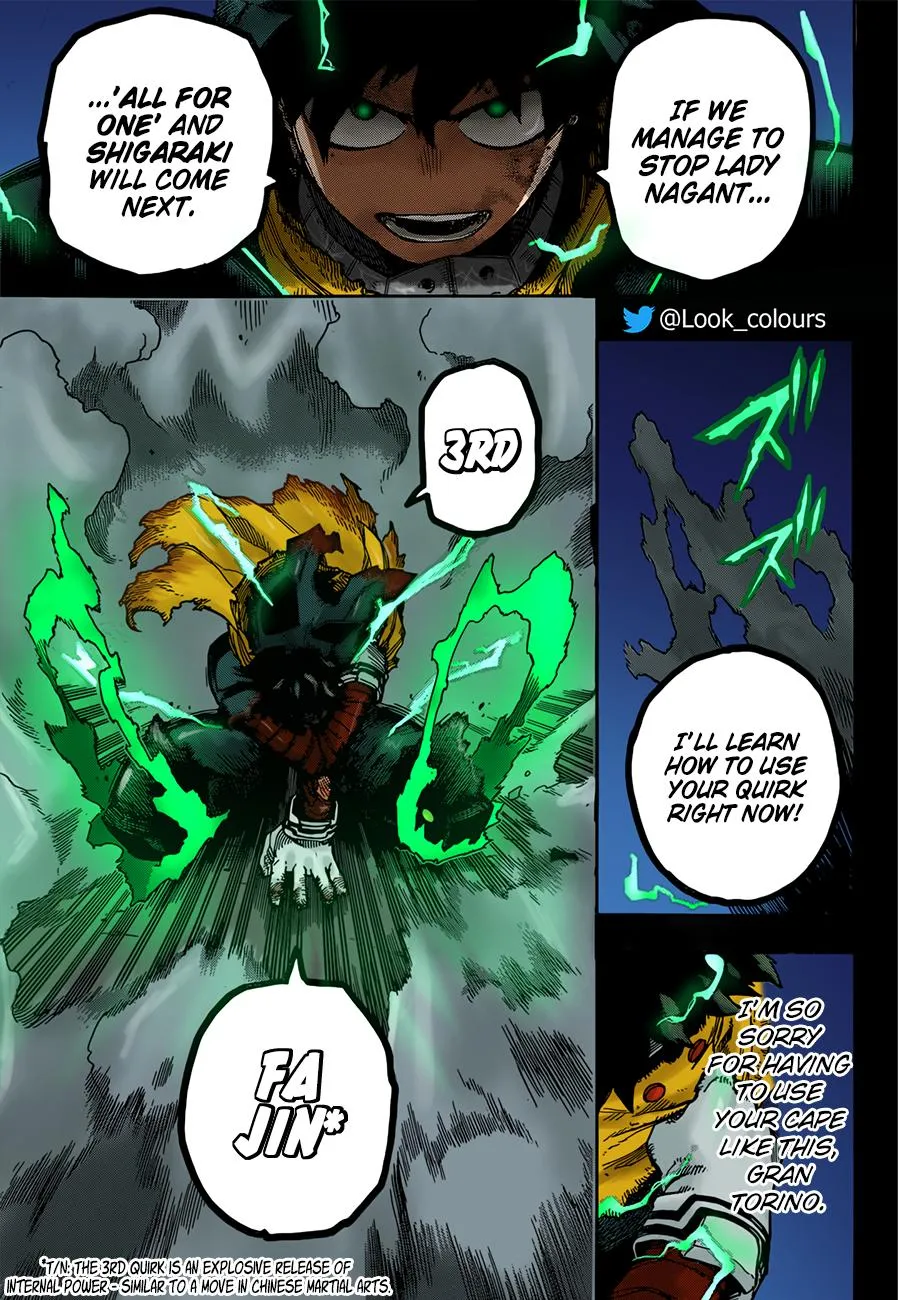 IF WE
MANAGE TO
STOP LADY
NAGANT...
...'ALL FOR
ONE' AND
SHIGARAKI
WILL COME
NEXT.
@Look_colours
ズ
ズ
I'LL LEARN
HOW TO USE
YOUR QUIRK
RIGHT NOW!
I'M SO
SORRY
FOR HAVING
TO USE
YOUR CAPE
LIKE THIS,
GRAN
TORINO.
3RD
FA
JIN*
*T/N: THE 3RD QUIRK IS AN EXPLOSIVE RELEASE OF
INTERNAL POWER - SIMILAR TO A MOVE IN CHINESE MARTIAL ARTS.